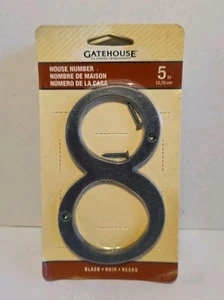 GATEHOUSE
HOUSE NUMBER
NOMBRE DE MAISON
NÚMERO DE LA CASA
5 in
12,70 cm
8
BLACK • NOIR • NEGRO